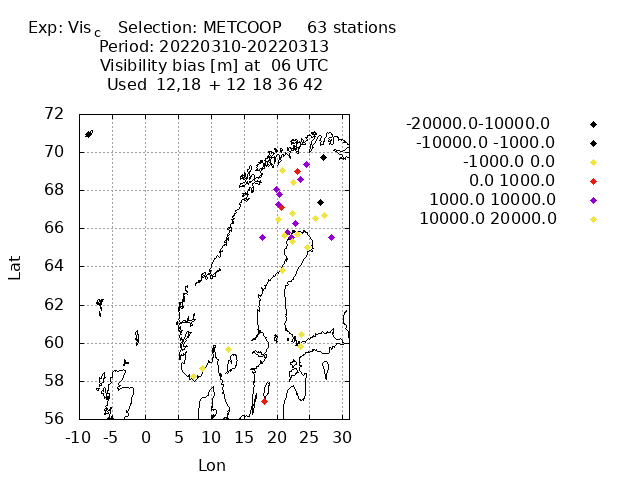 Exp: Vis c   Selection: METCOOP     63 stations
Period: 20220310-20220313
Visibility bias [m] at  06 UTC
Used  12,18  + 12 18 36 42
-20000.0-10000.0
-10000.0 -1000.0
-1000.0 0.0
0.0 1000.0
1000.0 10000.0
10000.0 20000.0
72
70
68
66
64
62
60
58
56
Lat
-10 -5 0 5 10 15 20 25 30
Lon